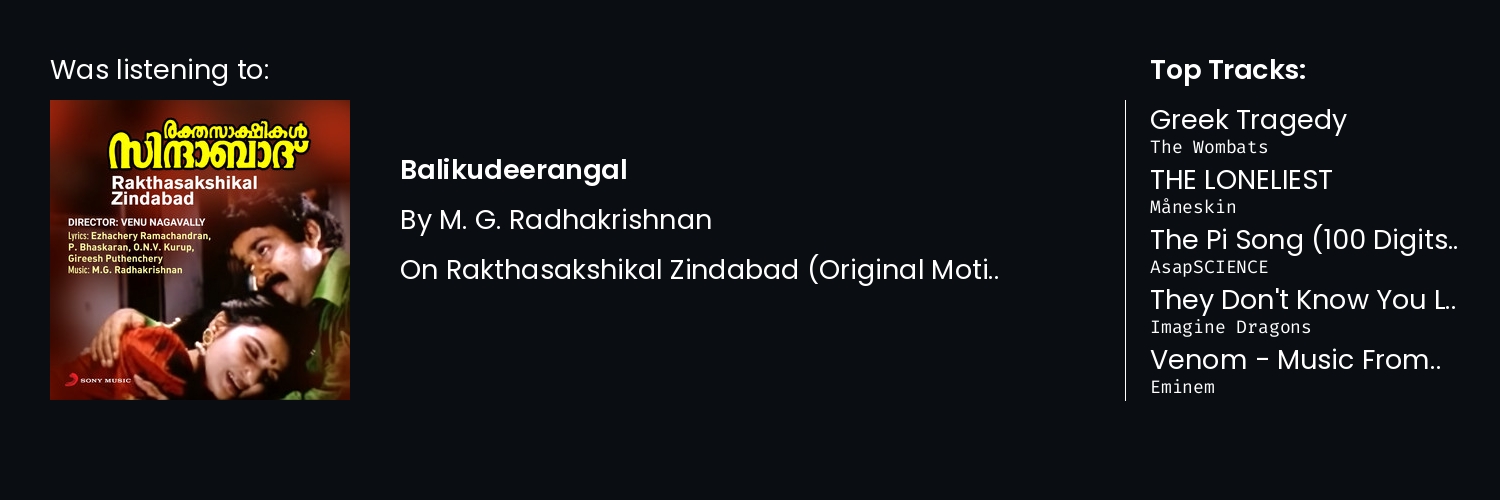 Was listening to:
രക്തസാക്ഷികൾ
സിന്ദാബാദ്
Rakthasakshikal
Zindabad
DIRECTOR: VENU NAGAVALLY
Lyrics: Ezhachery Ramachandran,
P. Bhaskaran, O.N.V. Kurup,
Gireesh Puthenchery
Music: M.G. Radhakrishnan
SONY MUSIC
Balikudeerangal
By M. G. Radhakrishnan
On Rakthasakshikal Zindabad (Original Moti..
Top Tracks:
Greek Tragedy
The Wombats
THE LONELIEST
Måneskin
The Pi Song (100 Digits..
AsapSCIENCE
They Don't Know You L..
Imagine Dragons
Venom - Music From..
Eminem